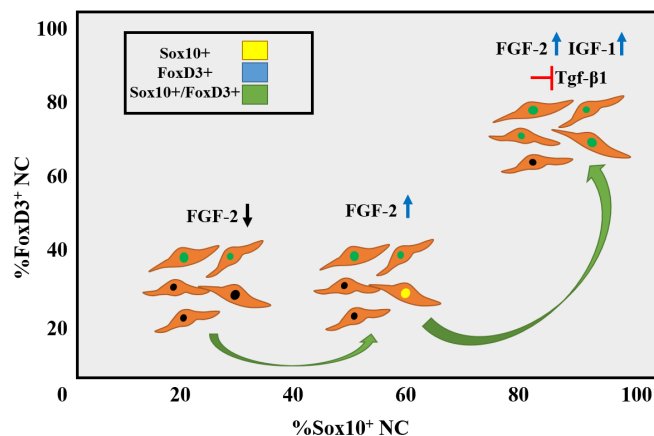 100
80
60
40
20
0
%FoxD3⁺ NC
Sox10+
FoxD3+
Sox10+/FoxD3+
FGF-2
FGF-2
FGF-2 IGF-1
Tgf-β1
20 40 60 80 100
%Sox10⁺ NC